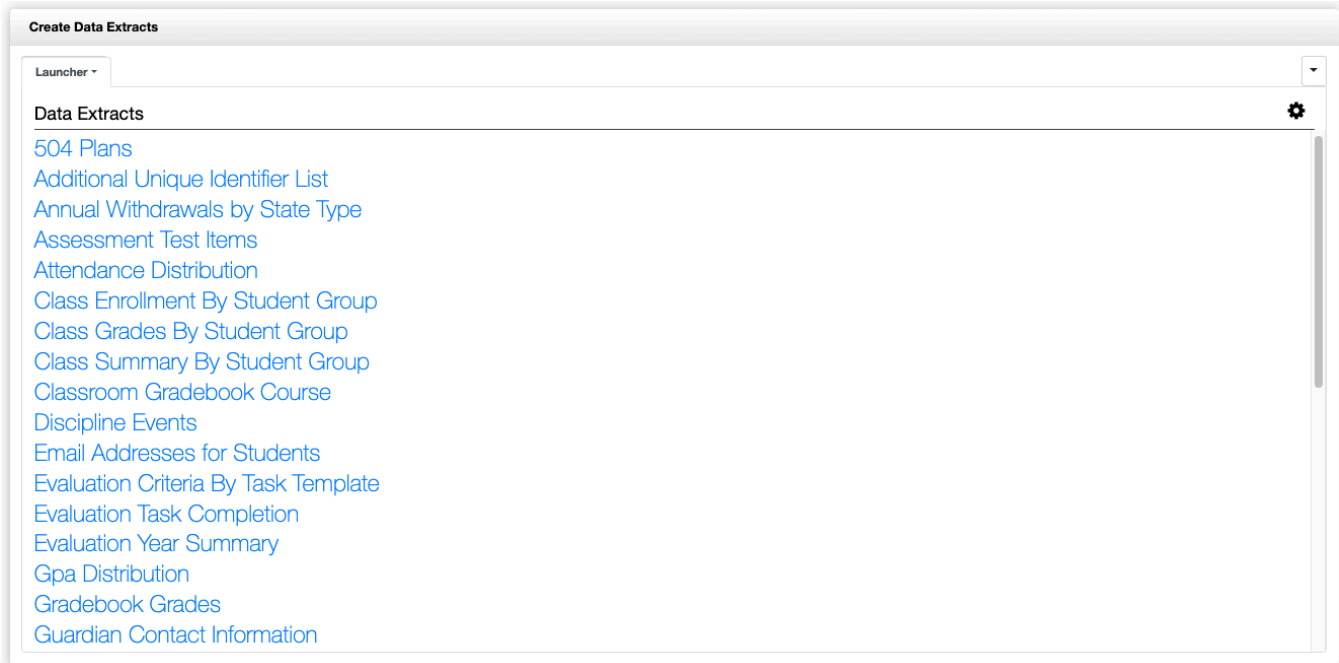 Create Data Extracts
Launcher
Data Extracts
504 Plans
Additional Unique Identifier List
Annual Withdrawals by State Type
Assessment Test Items
Attendance Distribution
Class Enrollment By Student Group
Class Grades By Student Group
Class Summary By Student Group
Classroom Gradebook Course
Discipline Events
Email Addresses for Students
Evaluation Criteria By Task Template
Evaluation Task Completion
Evaluation Year Summary
Gpa Distribution
Gradebook Grades
Guardian Contact Information